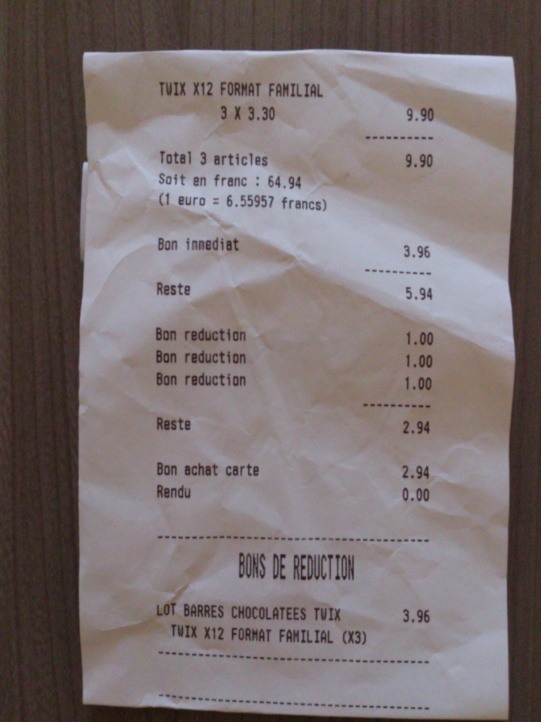 TWIX X12 FORMAT FAMILIAL
3 X 3.30 9.90
----------
Total 3 articles 9.90
Soit en franc : 64.94
(1 euro = 6.55957 francs)
Bon immediat 3.96
----------
Reste 5.94
Bon reduction 1.00
Bon reduction 1.00
Bon reduction 1.00
----------
Reste 2.94
Bon achat carte 2.94
Rendu 0.00
----------------------------------------
BONS DE REDUCTION
LOT BARRES CHOCOLATEES TWIX 3.96
TWIX X12 FORMAT FAMILIAL (X3)
----------------------------------------
----------------------------------------